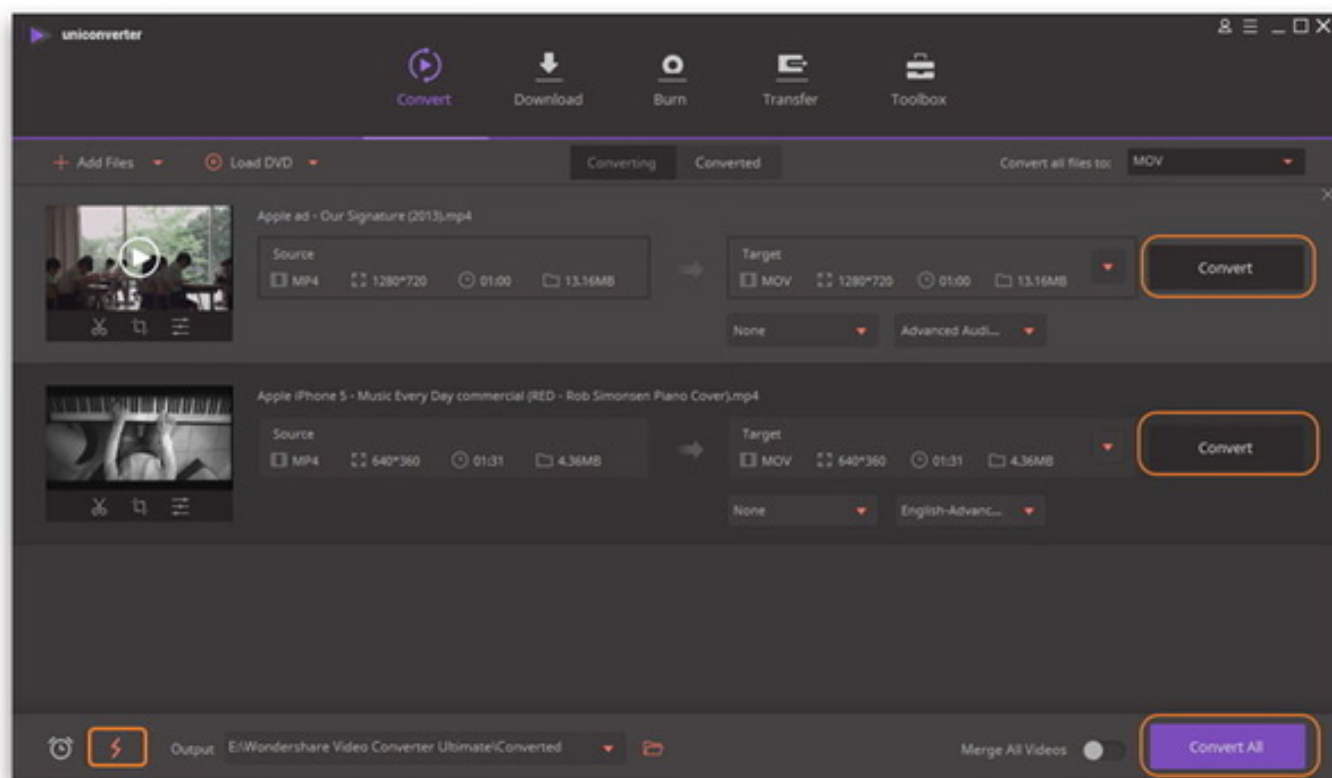 uniconverter
Convert Download Burn Transfer Toolbox
Add Files Load DVD Converting Converted Convert all files to: MOV
Apple ad - Our Signature (2013).mp4
Source Target
MP4 1280*720 01:00 13.16MB MOV 1280*720 01:00 13.16MB Convert
None Advanced Audi...
Apple iPhone 5 - Music Every Day commercial (RED - Rob Simonsen Piano Cover).mp4
Source Target
MP4 640*360 01:31 4.36MB MOV 640*360 01:31 4.36MB Convert
None English-Advanc...
Output E:\Wondershare Video Converter Ultimate\Converted Merge All Videos Convert All